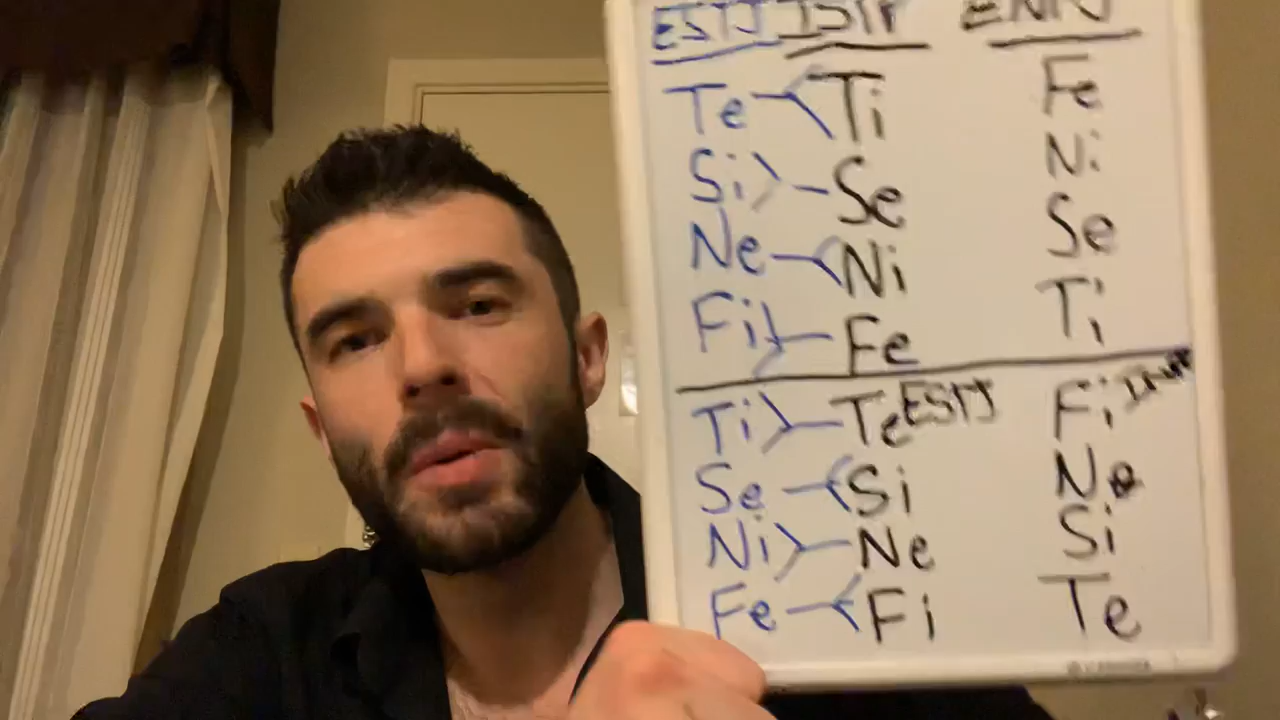 ESTJ ISTP ENFJ
Te Ti Fe
Si Se Ni
Ne Ni Se
Fi Fe Ti
Ti Te ESTJ Fi
Se Si Ne
Ni Ne Si
Fe Fi Te